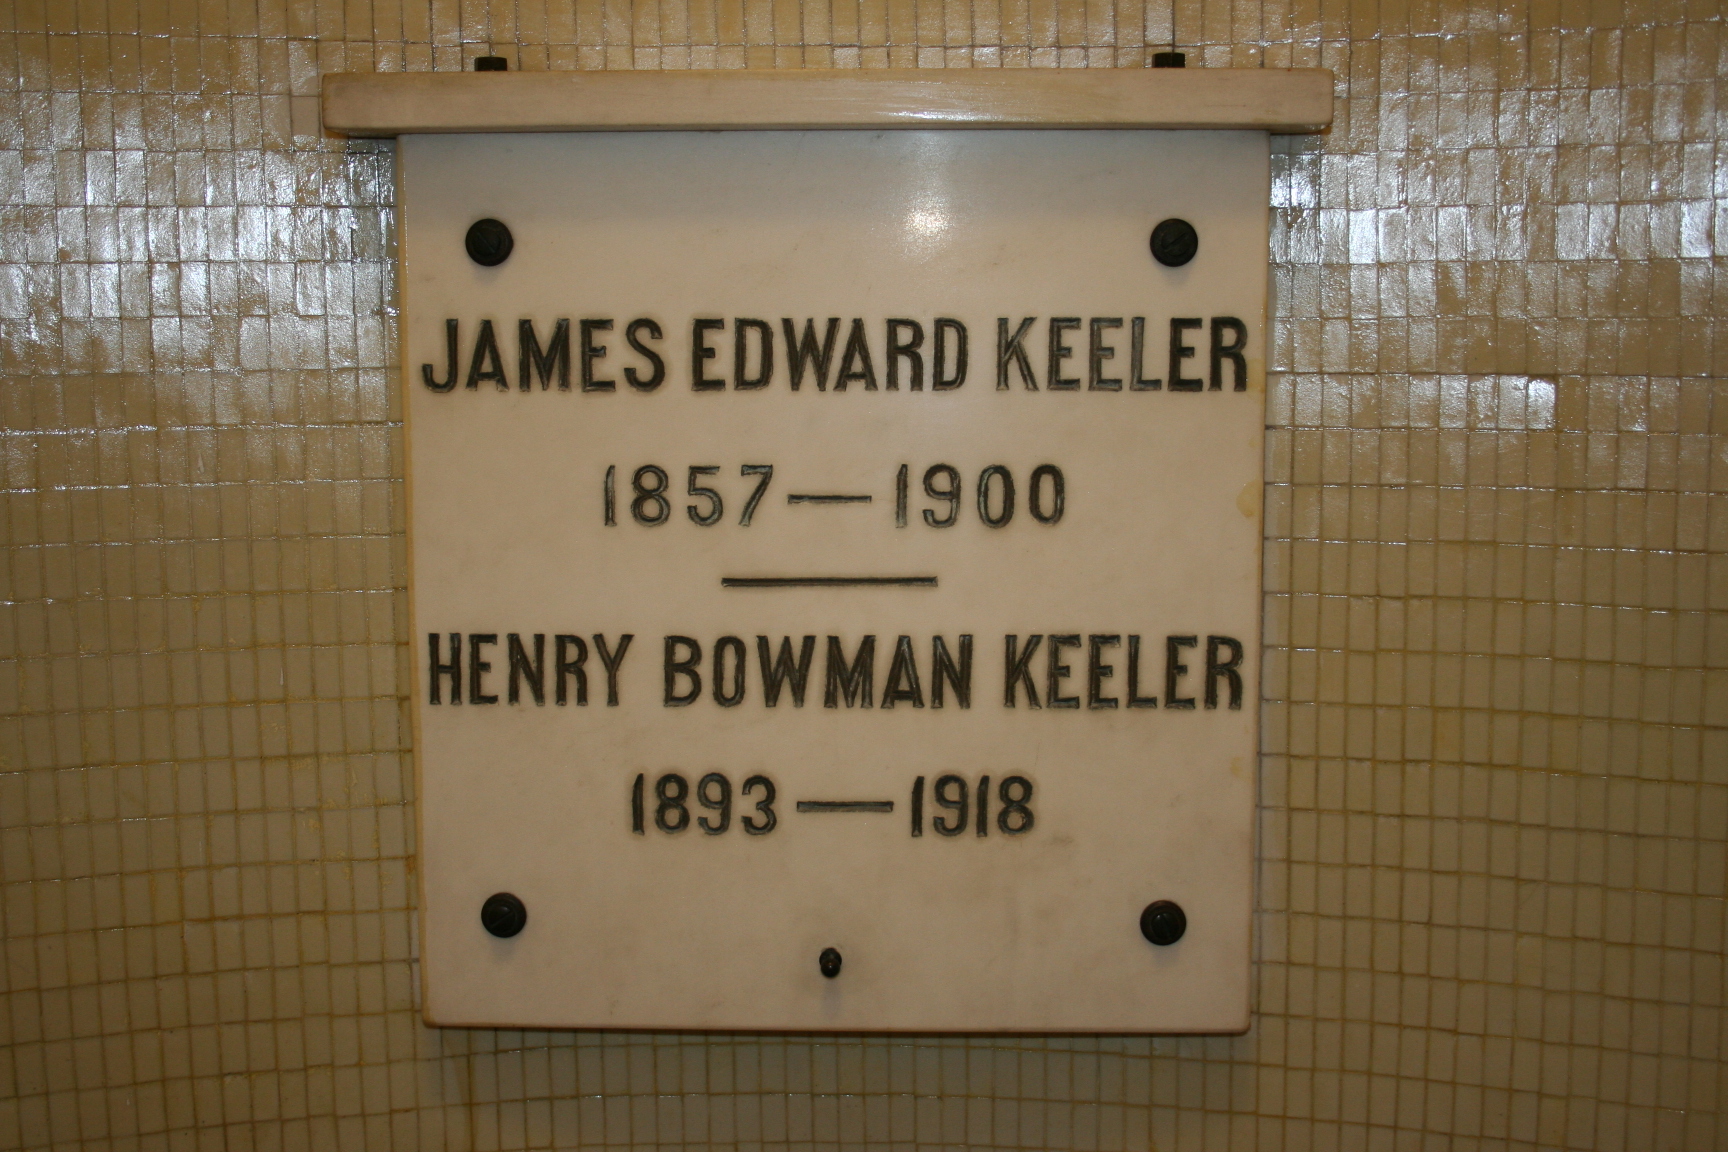 JAMES EDWARD KEELER
1857—1900
HENRY BOWMAN KEELER
1893—1918